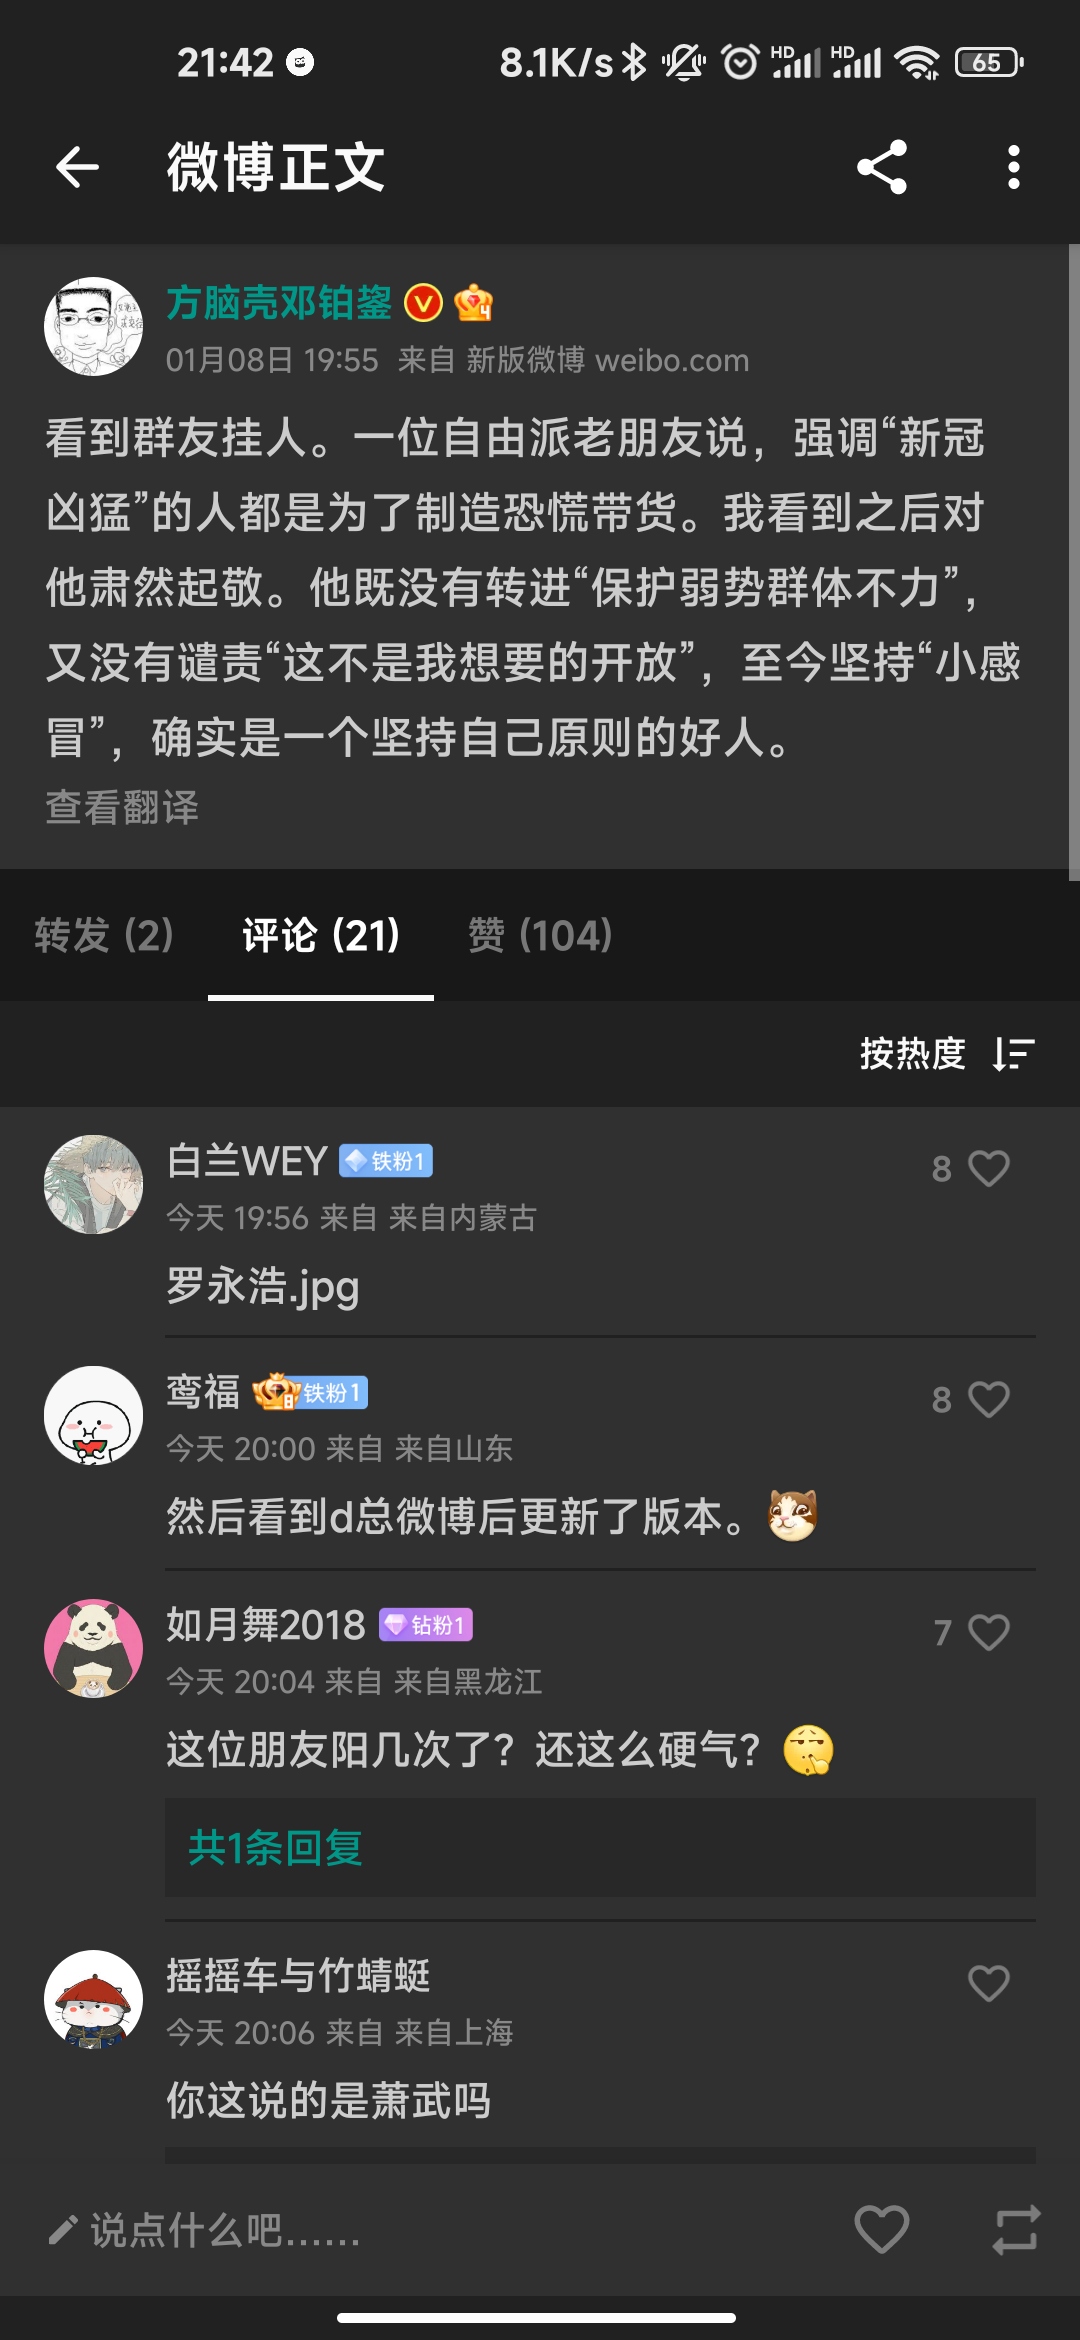 21:42
8.1K/s HD HD 65
微博正文
方脑壳邓铂鋆
01月08日 19:55 来自 新版微博 weibo.com
看到群友挂人。一位自由派老朋友说，强调“新冠
凶猛”的人都是为了制造恐慌带货。我看到之后对
他肃然起敬。他既没有转进“保护弱势群体不力”，
又没有谴责“这不是我想要的开放”，至今坚持“小感
冒”，确实是一个坚持自己原则的好人。
查看翻译
转发 (2) 评论 (21) 赞 (104)
按热度
白兰WEY 铁粉1 8
今天 19:56 来自 来自内蒙古
罗永浩.jpg
鸾福 8 铁粉1 8
今天 20:00 来自 来自山东
然后看到d总微博后更新了版本。
如月舞2018 钻粉1 7
今天 20:04 来自 来自黑龙江
这位朋友阳几次了？还这么硬气？
共1条回复
摇摇车与竹蜻蜓
今天 20:06 来自 来自上海
你这说的是萧武吗
说点什么吧......